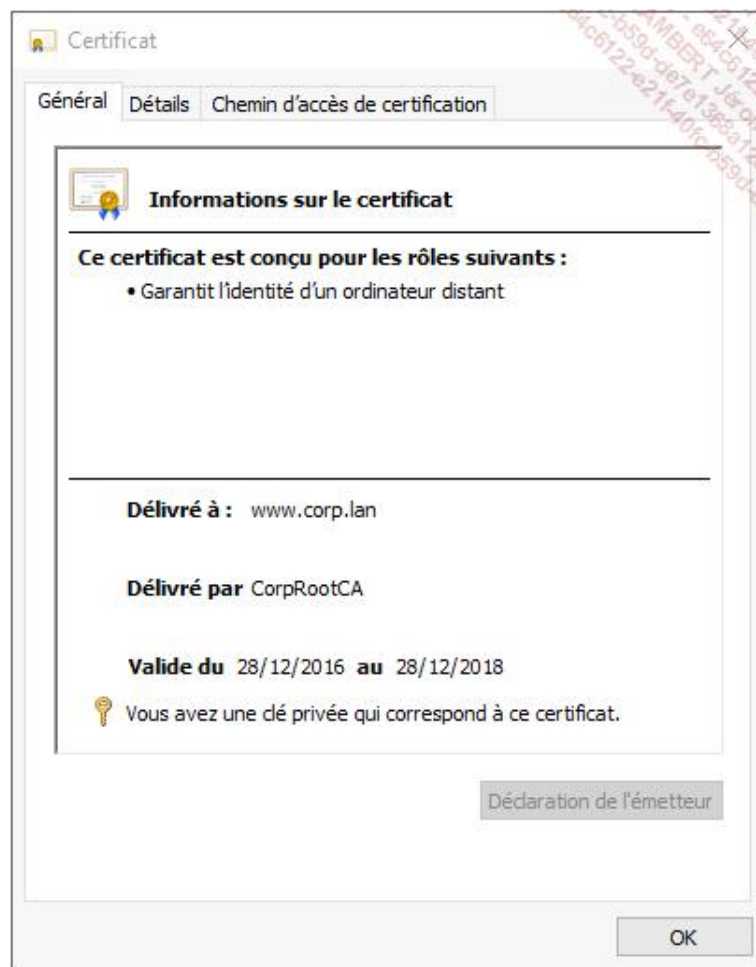 Certificat
Général Détails Chemin d'accès de certification
Informations sur le certificat
Ce certificat est conçu pour les rôles suivants :
• Garantit l'identité d'un ordinateur distant
Délivré à : www.corp.lan
Délivré par CorpRootCA
Valide du 28/12/2016 au 28/12/2018
Vous avez une clé privée qui correspond à ce certificat.
Déclaration de l'émetteur
OK